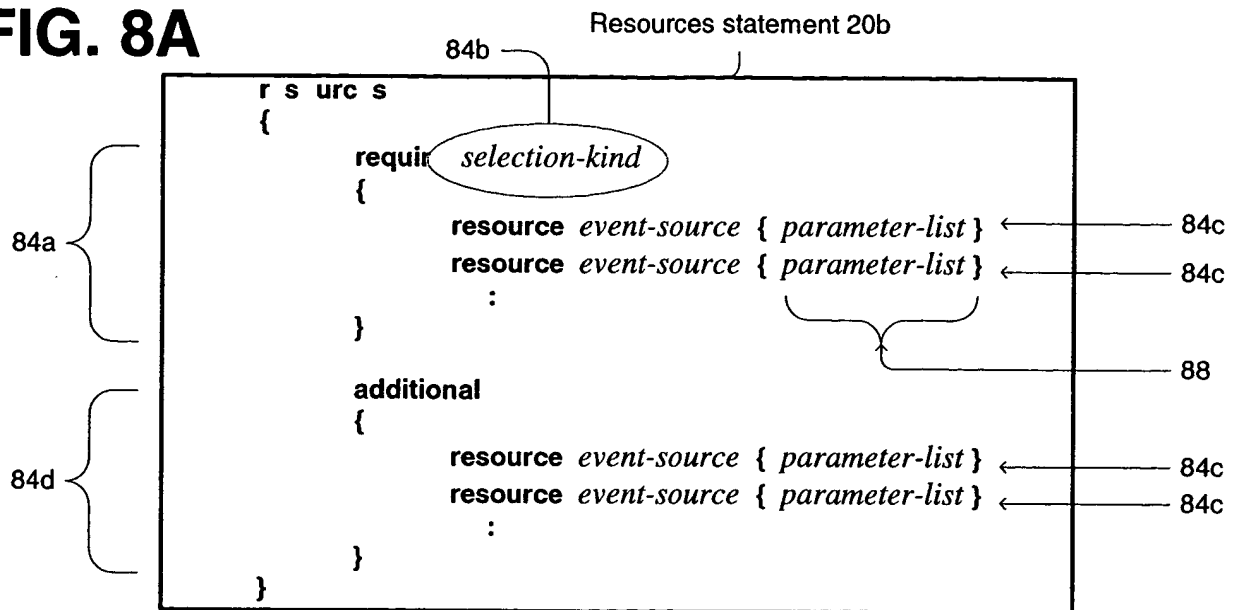 FIG. 8A
Resources statement 20b
84b
r s urc s
{
requir selection-kind
{
84a
resource event-source { parameter-list } 84c
resource event-source { parameter-list } 84c
:
}
88
additional
{
84d
resource event-source { parameter-list } 84c
resource event-source { parameter-list } 84c
:
}
}